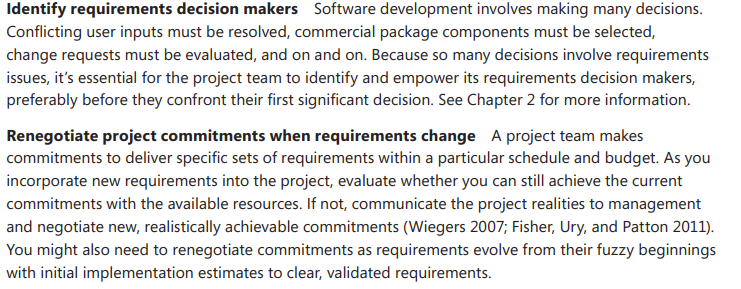 Identify requirements decision makers Software development involves making many decisions.
Conflicting user inputs must be resolved, commercial package components must be selected,
change requests must be evaluated, and on and on. Because so many decisions involve requirements
issues, it’s essential for the project team to identify and empower its requirements decision makers,
preferably before they confront their first significant decision. See Chapter 2 for more information.
Renegotiate project commitments when requirements change A project team makes
commitments to deliver specific sets of requirements within a particular schedule and budget. As you
incorporate new requirements into the project, evaluate whether you can still achieve the current
commitments with the available resources. If not, communicate the project realities to management
and negotiate new, realistically achievable commitments (Wiegers 2007; Fisher, Ury, and Patton 2011).
You might also need to renegotiate commitments as requirements evolve from their fuzzy beginnings
with initial implementation estimates to clear, validated requirements.